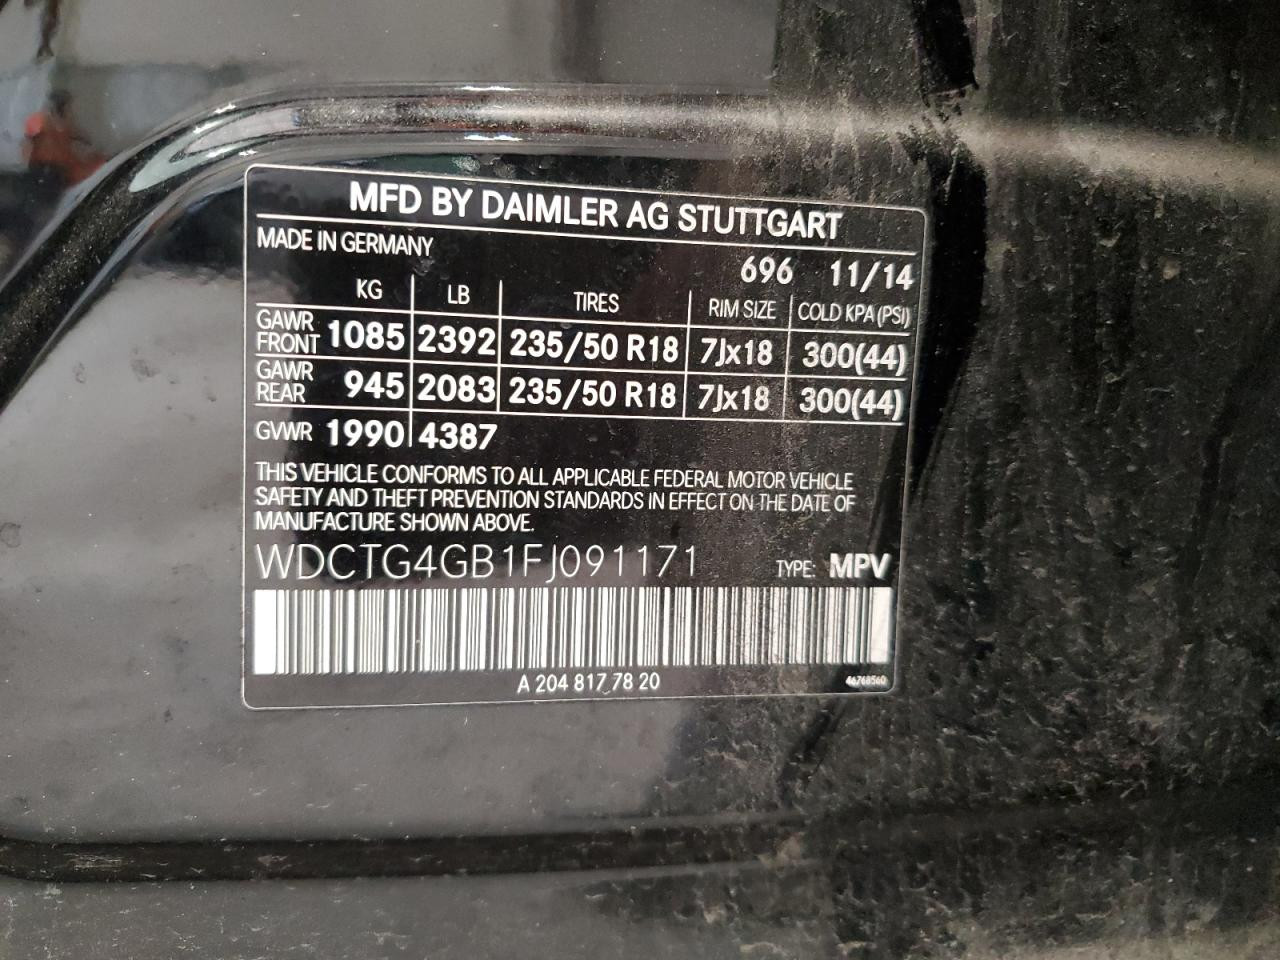 MFD BY DAIMLER AG STUTTGART
MADE IN GERMANY
696 11/14
KG LB TIRES RIM SIZE COLD KPA (PSI)
GAWR FRONT 1085 2392 235/50 R18 7Jx18 300(44)
GAWR REAR 945 2083 235/50 R18 7Jx18 300(44)
GVWR 1990 4387
THIS VEHICLE CONFORMS TO ALL APPLICABLE FEDERAL MOTOR VEHICLE
SAFETY AND THEFT PREVENTION STANDARDS IN EFFECT ON THE DATE OF
MANUFACTURE SHOWN ABOVE.
WDCTG4GB1FJ091171 TYPE: MPV
A 204 817 78 20 46768560